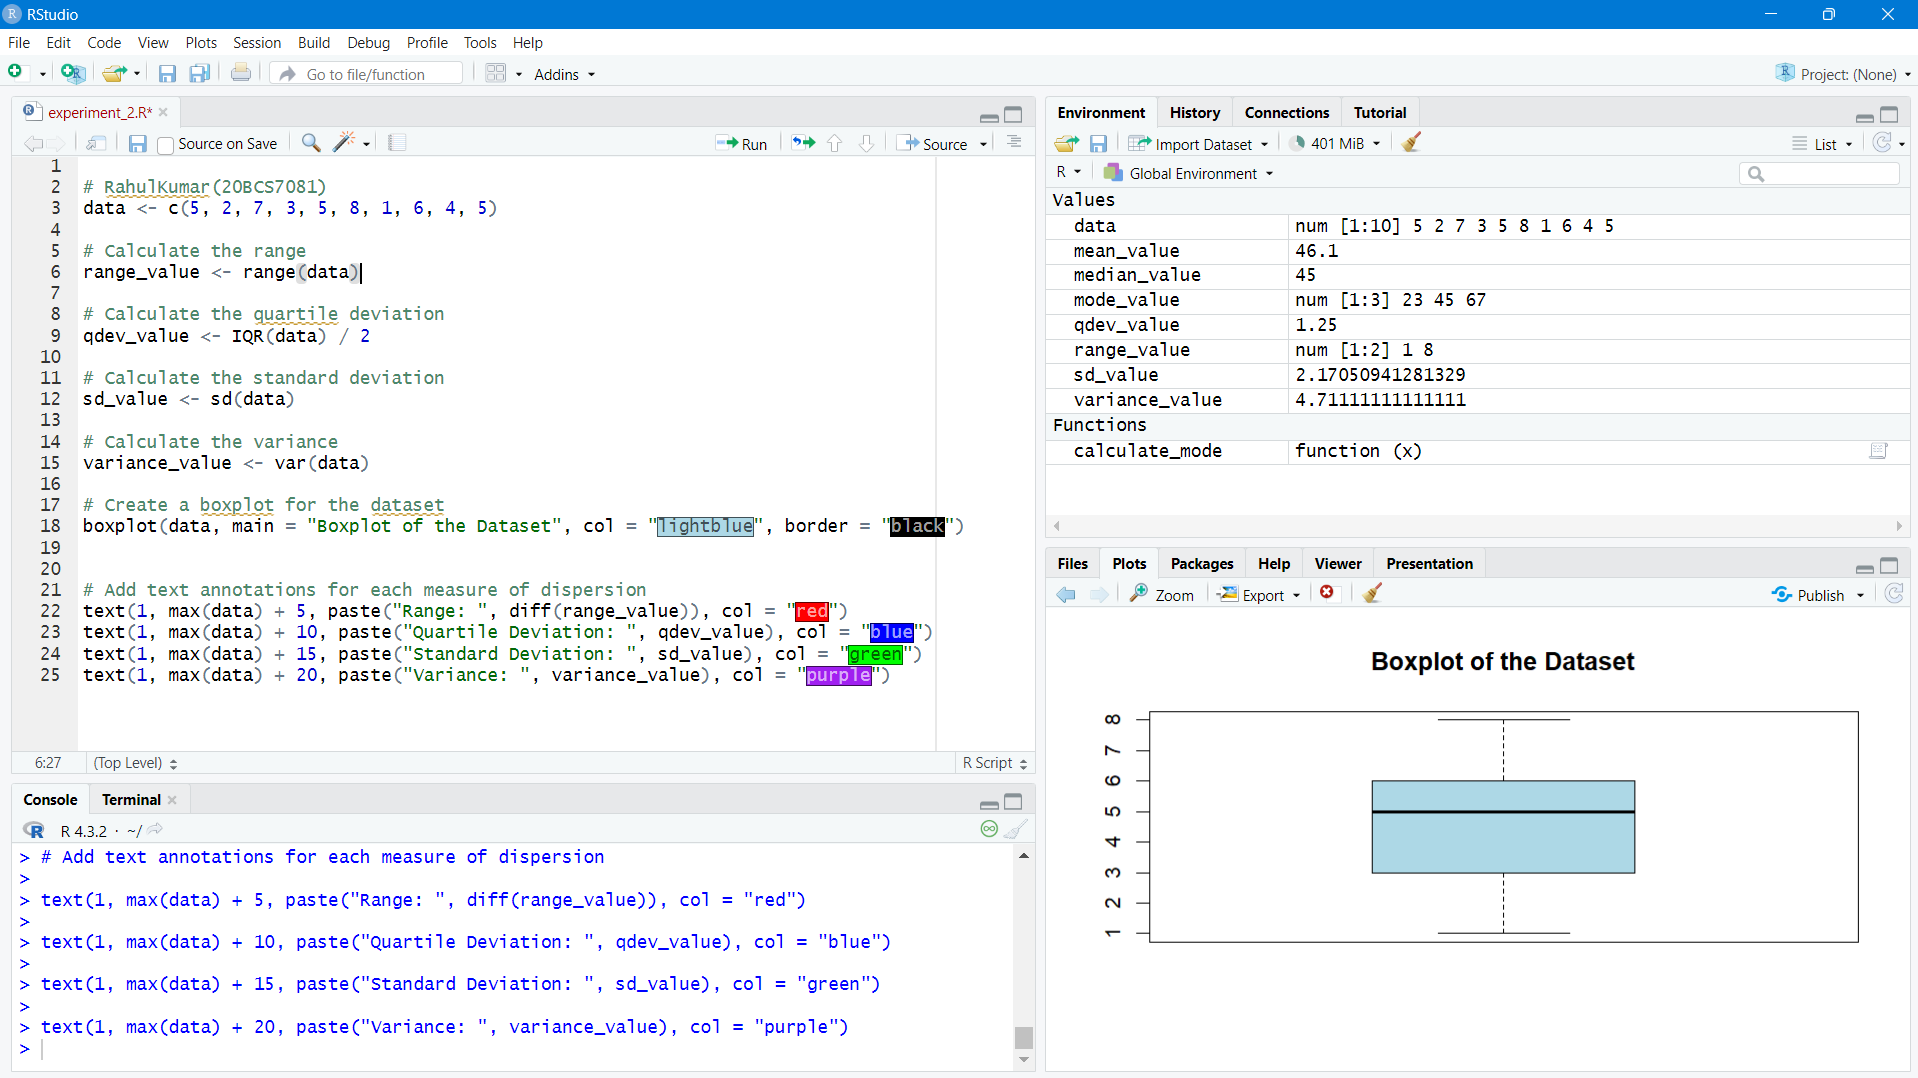 RStudio
File Edit Code View Plots Session Build Debug Profile Tools Help
Go to file/function Addins Project: (None)
experiment_2.R*
Source on Save Run Source
1
2 # RahulKumar(20BCS7081)
3 data <- c(5, 2, 7, 3, 5, 8, 1, 6, 4, 5)
4
5 # Calculate the range
6 range_value <- range(data)
7
8 # Calculate the quartile deviation
9 qdev_value <- IQR(data) / 2
10
11 # Calculate the standard deviation
12 sd_value <- sd(data)
13
14 # Calculate the variance
15 variance_value <- var(data)
16
17 # Create a boxplot for the dataset
18 boxplot(data, main = "Boxplot of the Dataset", col = "lightblue", border = "black")
19
20
21 # Add text annotations for each measure of dispersion
22 text(1, max(data) + 5, paste("Range: ", diff(range_value)), col = "red")
23 text(1, max(data) + 10, paste("Quartile Deviation: ", qdev_value), col = "blue")
24 text(1, max(data) + 15, paste("Standard Deviation: ", sd_value), col = "green")
25 text(1, max(data) + 20, paste("Variance: ", variance_value), col = "purple")
6:27 (Top Level) R Script
Console Terminal
R R 4.3.2 · ~/
> # Add text annotations for each measure of dispersion
>
> text(1, max(data) + 5, paste("Range: ", diff(range_value)), col = "red")
>
> text(1, max(data) + 10, paste("Quartile Deviation: ", qdev_value), col = "blue")
>
> text(1, max(data) + 15, paste("Standard Deviation: ", sd_value), col = "green")
>
> text(1, max(data) + 20, paste("Variance: ", variance_value), col = "purple")
>
Environment History Connections Tutorial
Import Dataset 401 MiB List
R Global Environment
Values
data num [1:10] 5 2 7 3 5 8 1 6 4 5
mean_value 46.1
median_value 45
mode_value num [1:3] 23 45 67
qdev_value 1.25
range_value num [1:2] 1 8
sd_value 2.17050941281329
variance_value 4.71111111111111
Functions
calculate_mode function (x)
Files Plots Packages Help Viewer Presentation
Zoom Export Publish
Boxplot of the Dataset
8
7
6
5
4
3
2
1